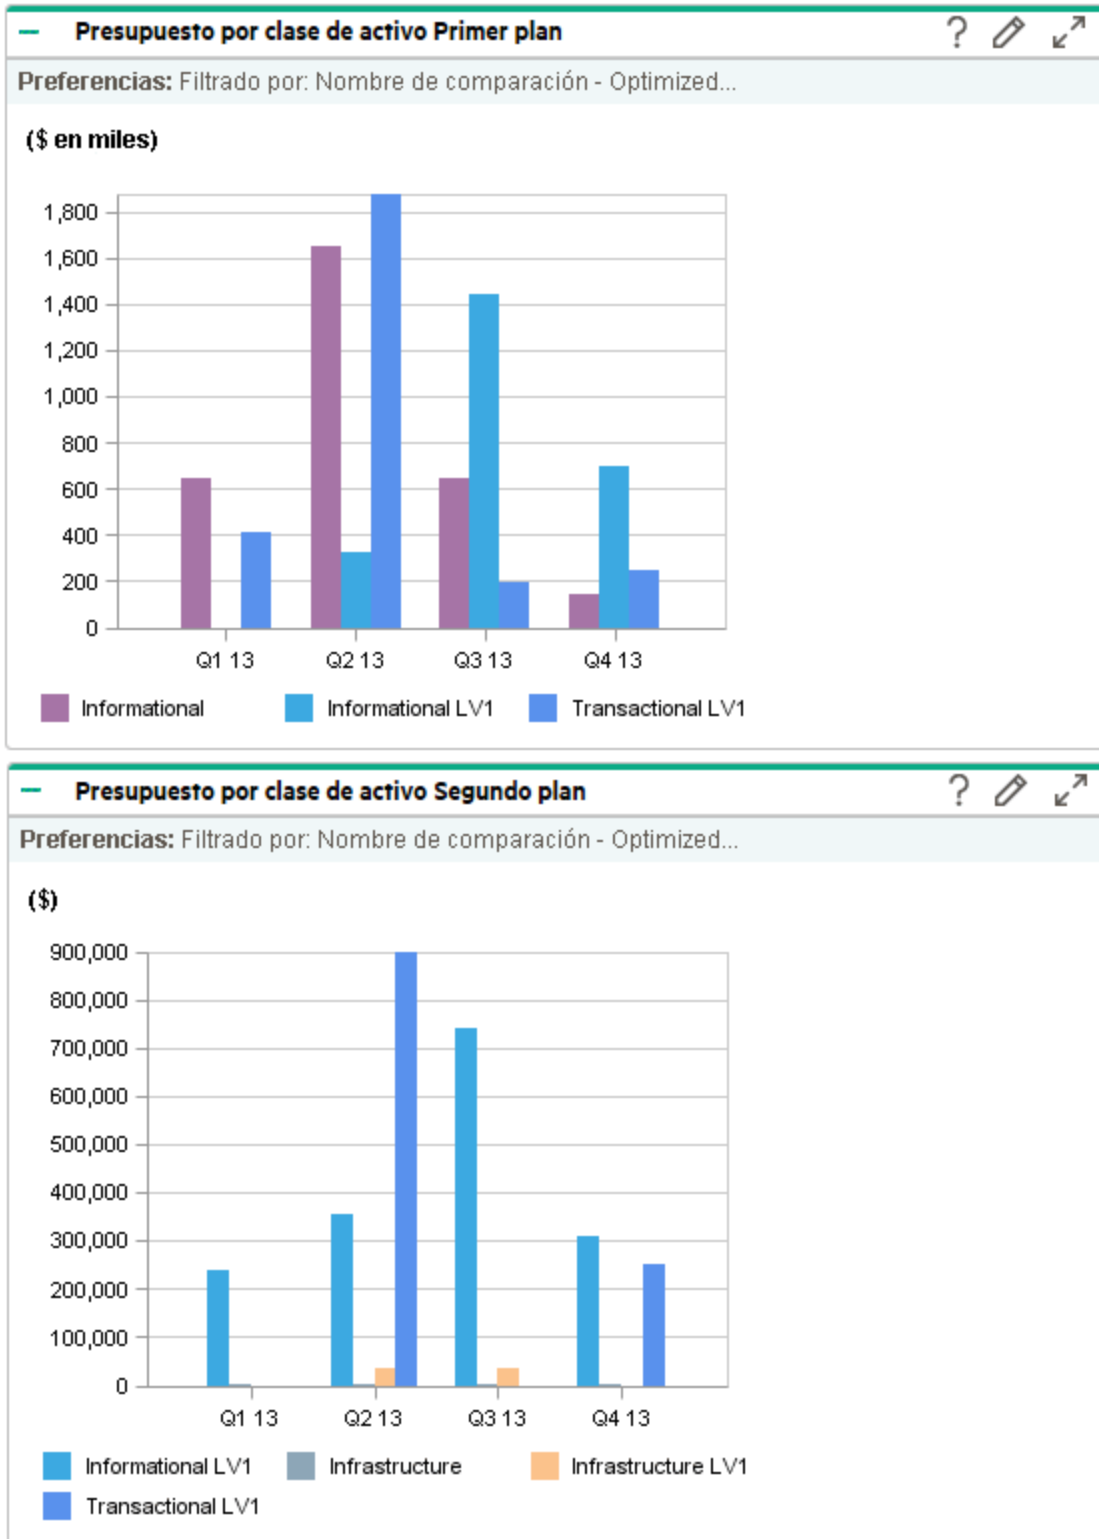 Presupuesto por clase de activo Primer plan ?
Preferencias: Filtrado por: Nombre de comparación - Optimized...
($ en miles)
1,800
1,600
1,400
1,200
1,000
800
600
400
200
0
Q1 13 Q2 13 Q3 13 Q4 13
Informational Informational LV1 Transactional LV1
Presupuesto por clase de activo Segundo plan ?
Preferencias: Filtrado por: Nombre de comparación - Optimized...
($)
900,000
800,000
700,000
600,000
500,000
400,000
300,000
200,000
100,000
0
Q1 13 Q2 13 Q3 13 Q4 13
Informational LV1 Infrastructure Infrastructure LV1
Transactional LV1